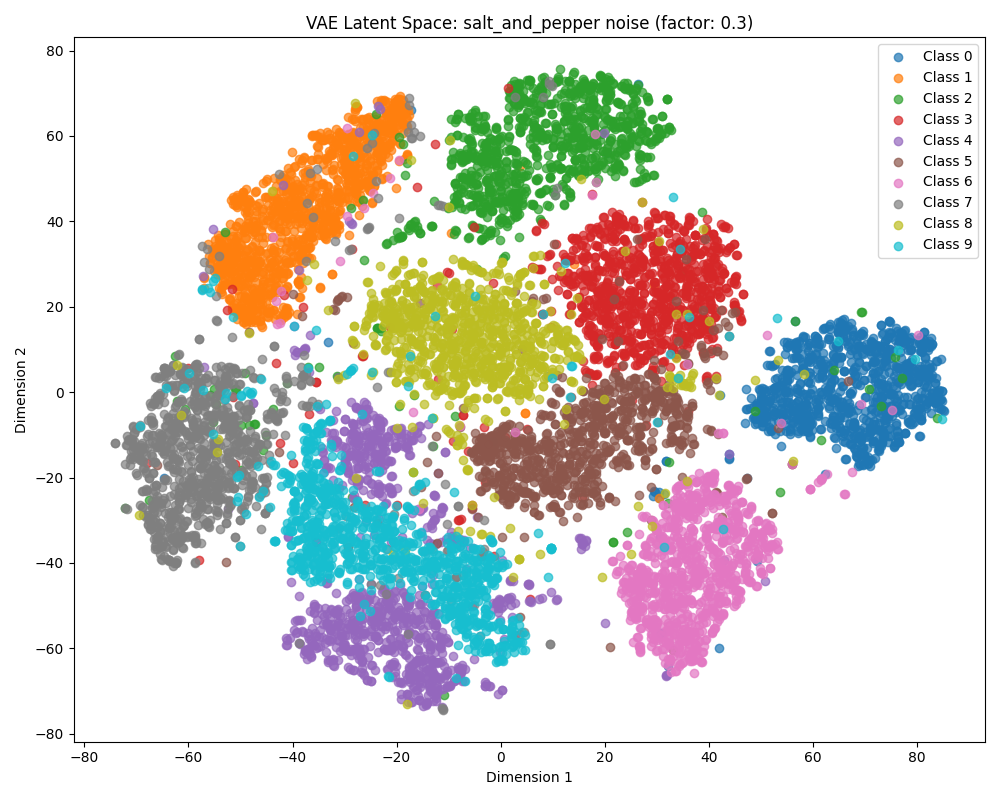 VAE Latent Space: salt_and_pepper noise (factor: 0.3)
80
60
40
20
0
−20
−40
−60
−80
Dimension 2
−80
−60
−40
−20
0
20
40
60
80
Dimension 1
Class 0
Class 1
Class 2
Class 3
Class 4
Class 5
Class 6
Class 7
Class 8
Class 9